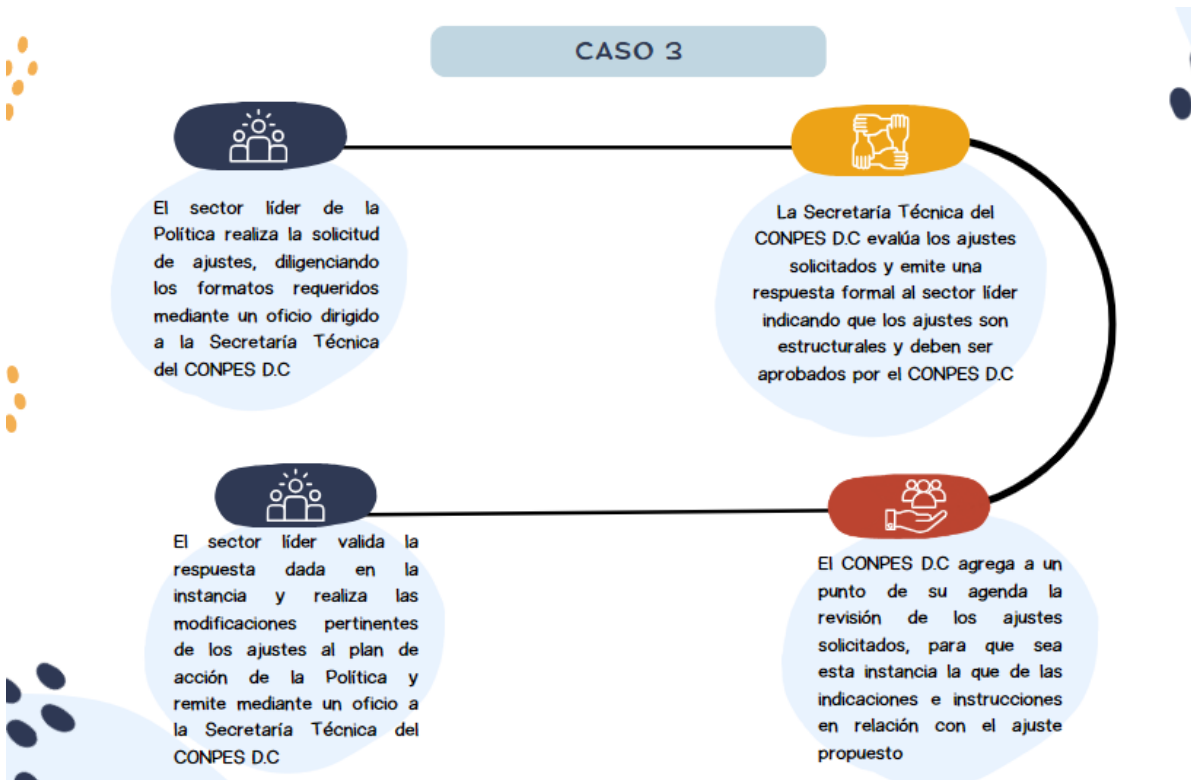 CASO 3
El sector líder de la
Política realiza la solicitud
de ajustes, diligenciando
los formatos requeridos
mediante un oficio dirigido
a la Secretaría Técnica
del CONPES D.C
La Secretaría Técnica del
CONPES D.C evalúa los ajustes
solicitados y emite una
respuesta formal al sector líder
indicando que los ajustes son
estructurales y deben ser
aprobados por el CONPES D.C
El CONPES D.C agrega a un
punto de su agenda la
revisión de los ajustes
solicitados, para que sea
esta instancia la que de las
indicaciones e instrucciones
en relación con el ajuste
propuesto
El sector líder valida la
respuesta dada en la
instancia y realiza las
modificaciones pertinentes
de los ajustes al plan de
acción de la Política y
remite mediante un oficio a
la Secretaría Técnica del
CONPES D.C